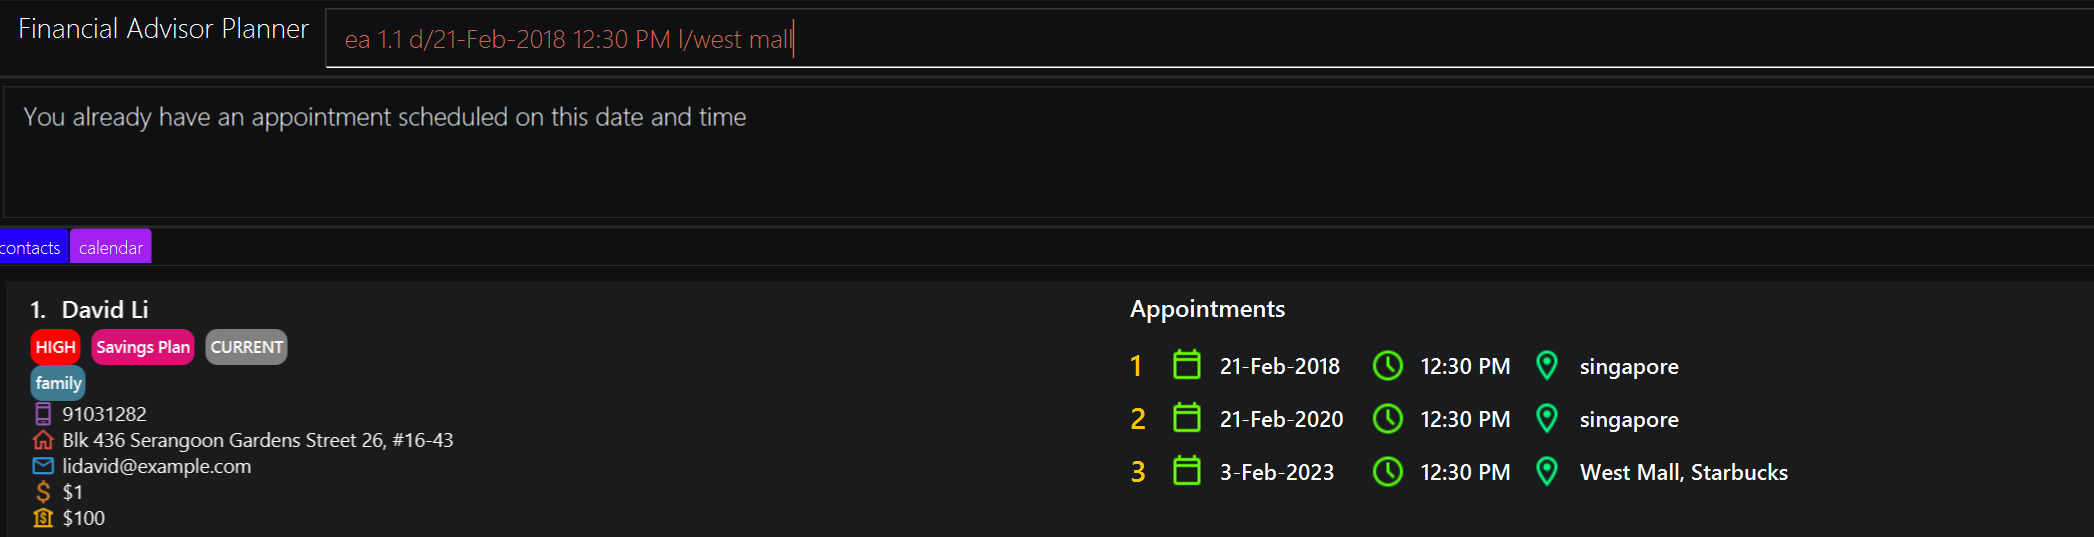 Financial Advisor Planner
ea 1.1 d/21-Feb-2018 12:30 PM l/west mall
You already have an appointment scheduled on this date and time
contacts calendar
1. David Li
HIGH Savings Plan CURRENT
family
91031282
Blk 436 Serangoon Gardens Street 26, #16-43
lidavid@example.com
$1
$100
Appointments
1 21-Feb-2018 12:30 PM singapore
2 21-Feb-2020 12:30 PM singapore
3 3-Feb-2023 12:30 PM West Mall, Starbucks